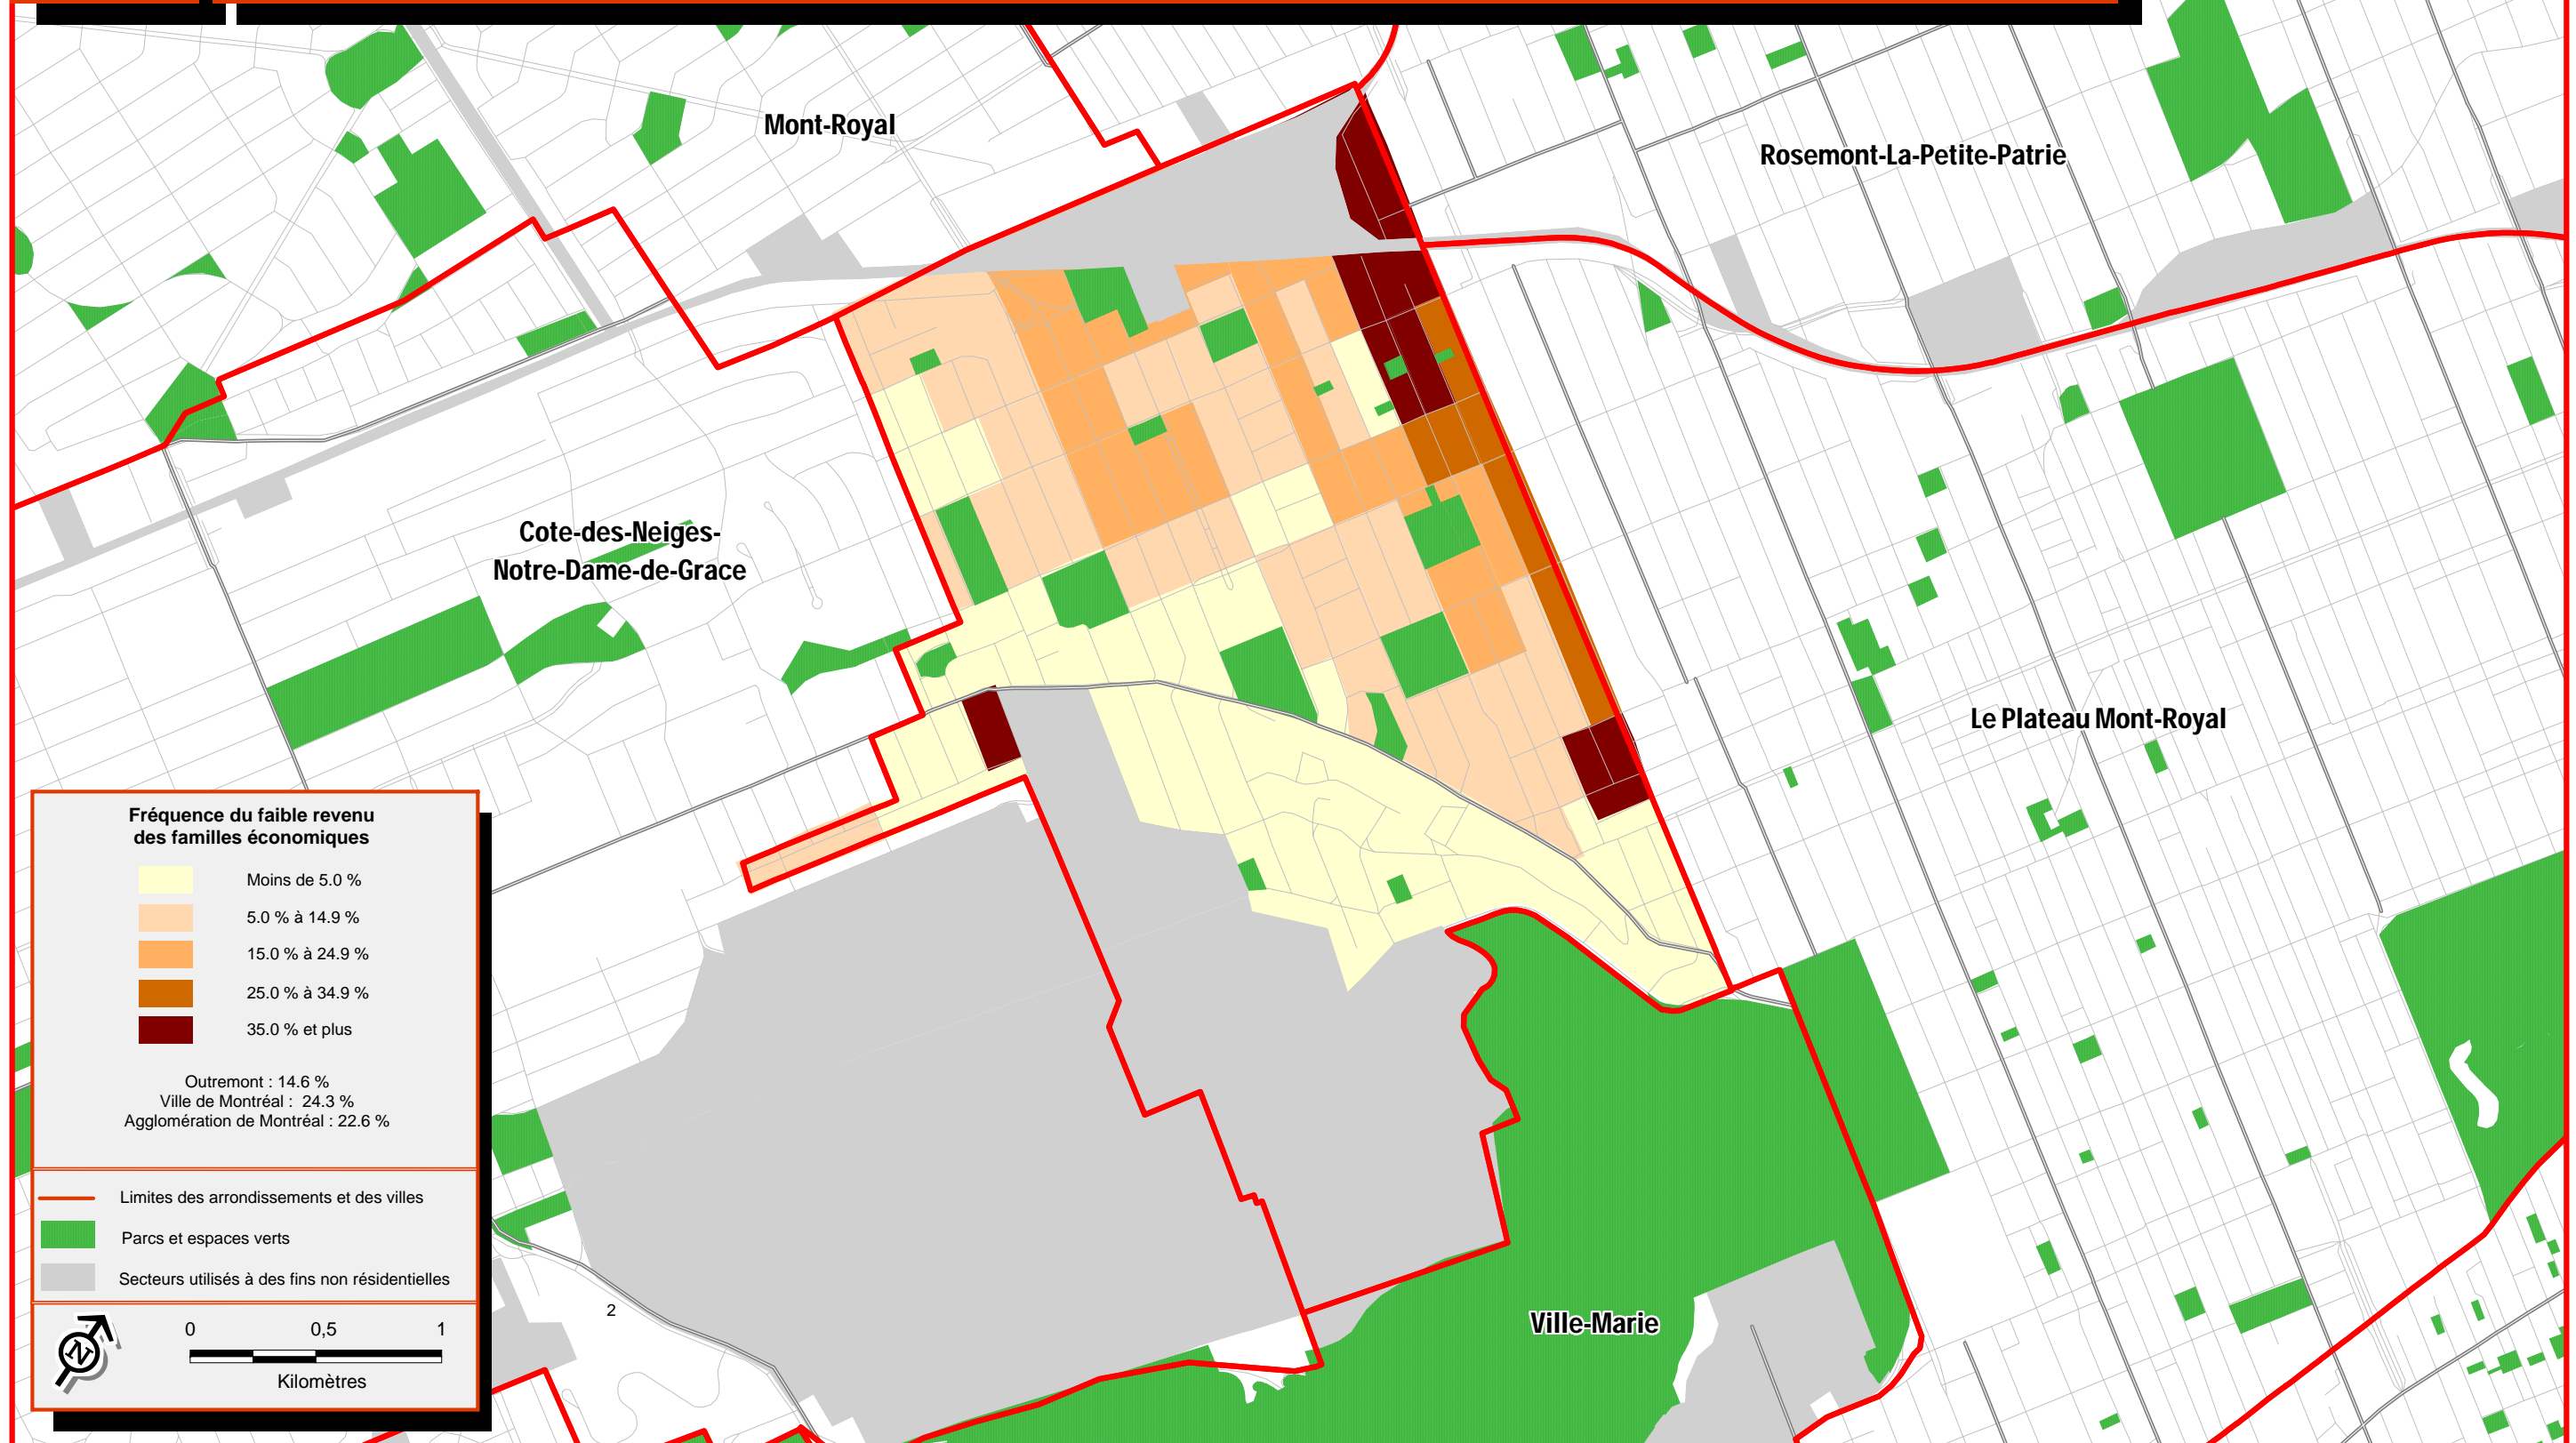 Mont-Royal
Rosemont-La-Petite-Patrie
Cote-des-Neiges-
Notre-Dame-de-Grace
Le Plateau Mont-Royal
Ville-Marie
Fréquence du faible revenu
des familles économiques
Moins de 5.0 %
5.0 % à 14.9 %
15.0 % à 24.9 %
25.0 % à 34.9 %
35.0 % et plus
Outremont : 14.6 %
Ville de Montréal : 24.3 %
Agglomération de Montréal : 22.6 %
Limites des arrondissements et des villes
Parcs et espaces verts
Secteurs utilisés à des fins non résidentielles
N
0 0,5 1
Kilomètres
2